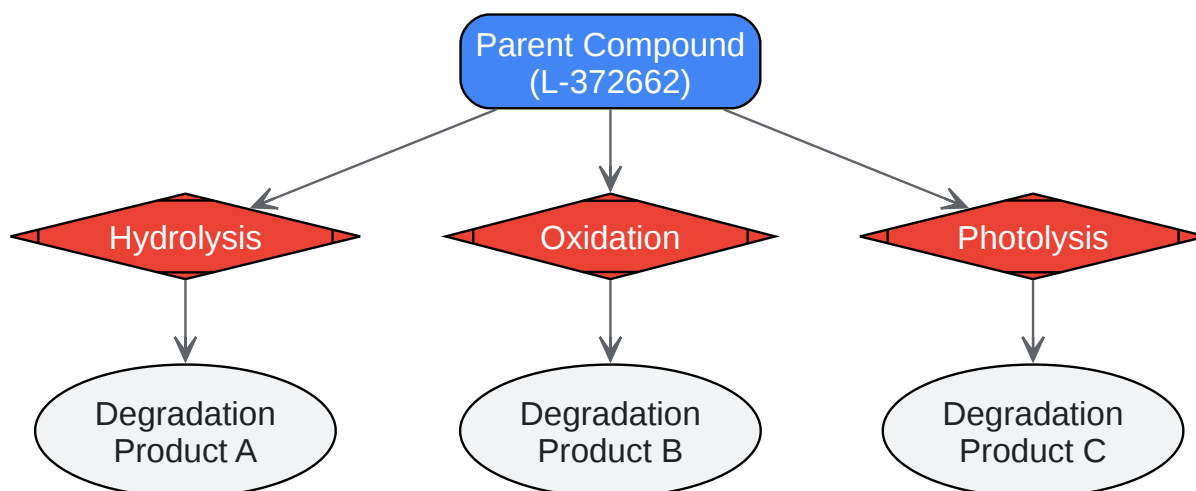 Parent Compound
(L-372662)
Hydrolysis
Oxidation
Photolysis
Degradation
Product A
Degradation
Product B
Degradation
Product C